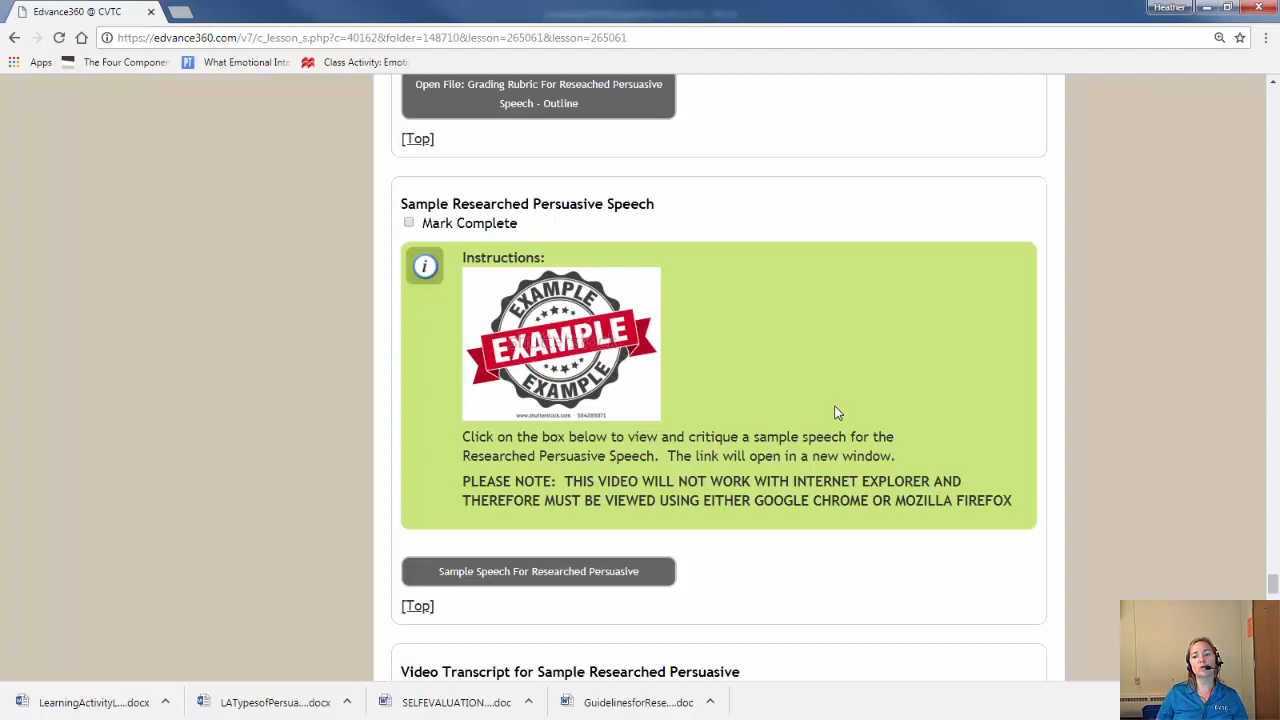 Edvance360 @ CVTC
Heather
https://edvance360.com/v7/c_lesson_s.php?c=40162&folder=148710&lesson=265061&lesson=265061
Apps
The Four Componen
What Emotional Inte
Class Activity: Emoti
Open File: Grading Rubric For Reseached Persuasive
Speech - Outline
[Top]
Sample Researched Persuasive Speech
Mark Complete
i
Instructions:
EXAMPLE
EXAMPLE
EXAMPLE
www.shutterstock.com
Click on the box below to view and critique a sample speech for the
Researched Persuasive Speech. The link will open in a new window.
PLEASE NOTE: THIS VIDEO WILL NOT WORK WITH INTERNET EXPLORER AND
THEREFORE MUST BE VIEWED USING EITHER GOOGLE CHROME OR MOZILLA FIREFOX
Sample Speech For Researched Persuasive
[Top]
Video Transcript for Sample Researched Persuasive
LearningActivityL....docx
LATypesofPersua....docx
SELFEVALUATION....doc
GuidelinesforRese....doc
CVTC